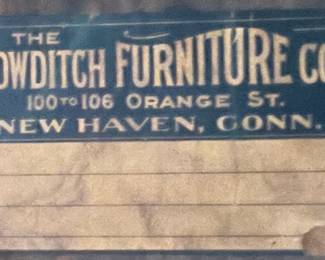 THE
OWDITCH FURNITURE CO
100 TO 106 ORANGE ST.
NEW HAVEN, CONN.